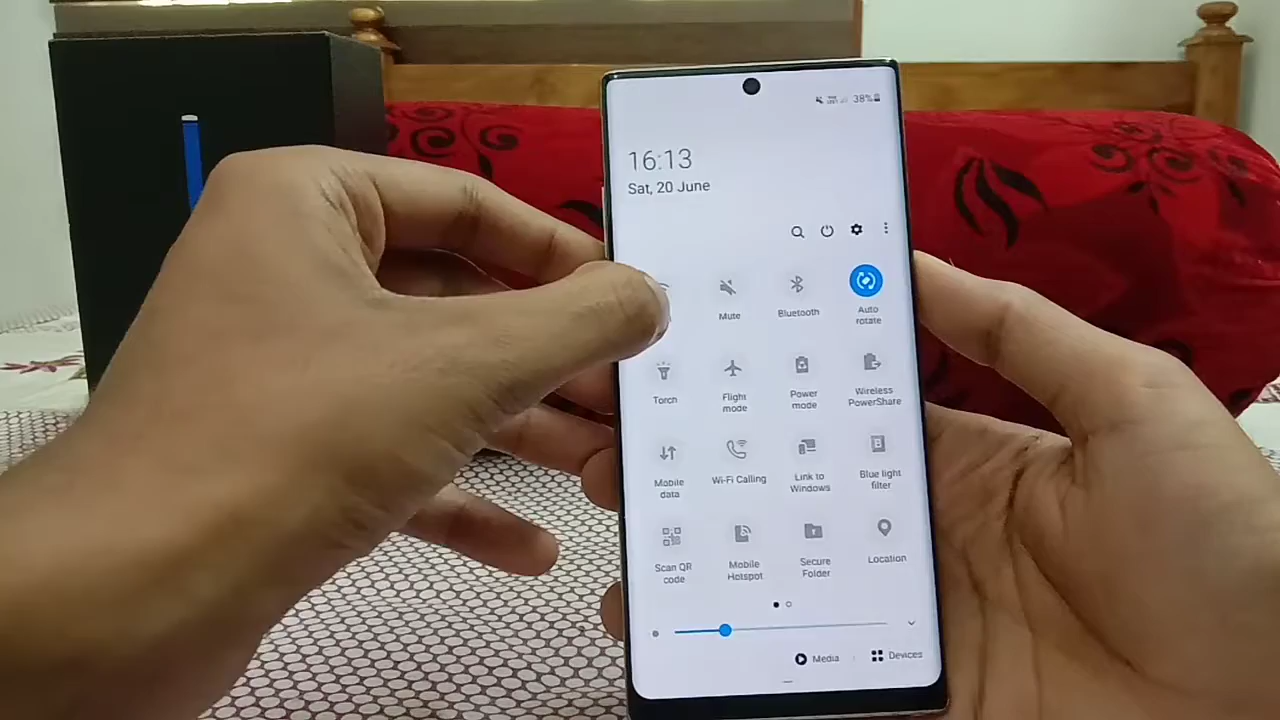 38%
16:13
Sat, 20 June
Mute
Bluetooth
Auto
rotate
Torch
Flight
mode
Power
mode
Wireless
PowerShare
Mobile
data
Wi-Fi Calling
Link to
Windows
Blue light
filter
Scan QR
code
Mobile
Hotspot
Secure
Folder
Location
Media
Devices